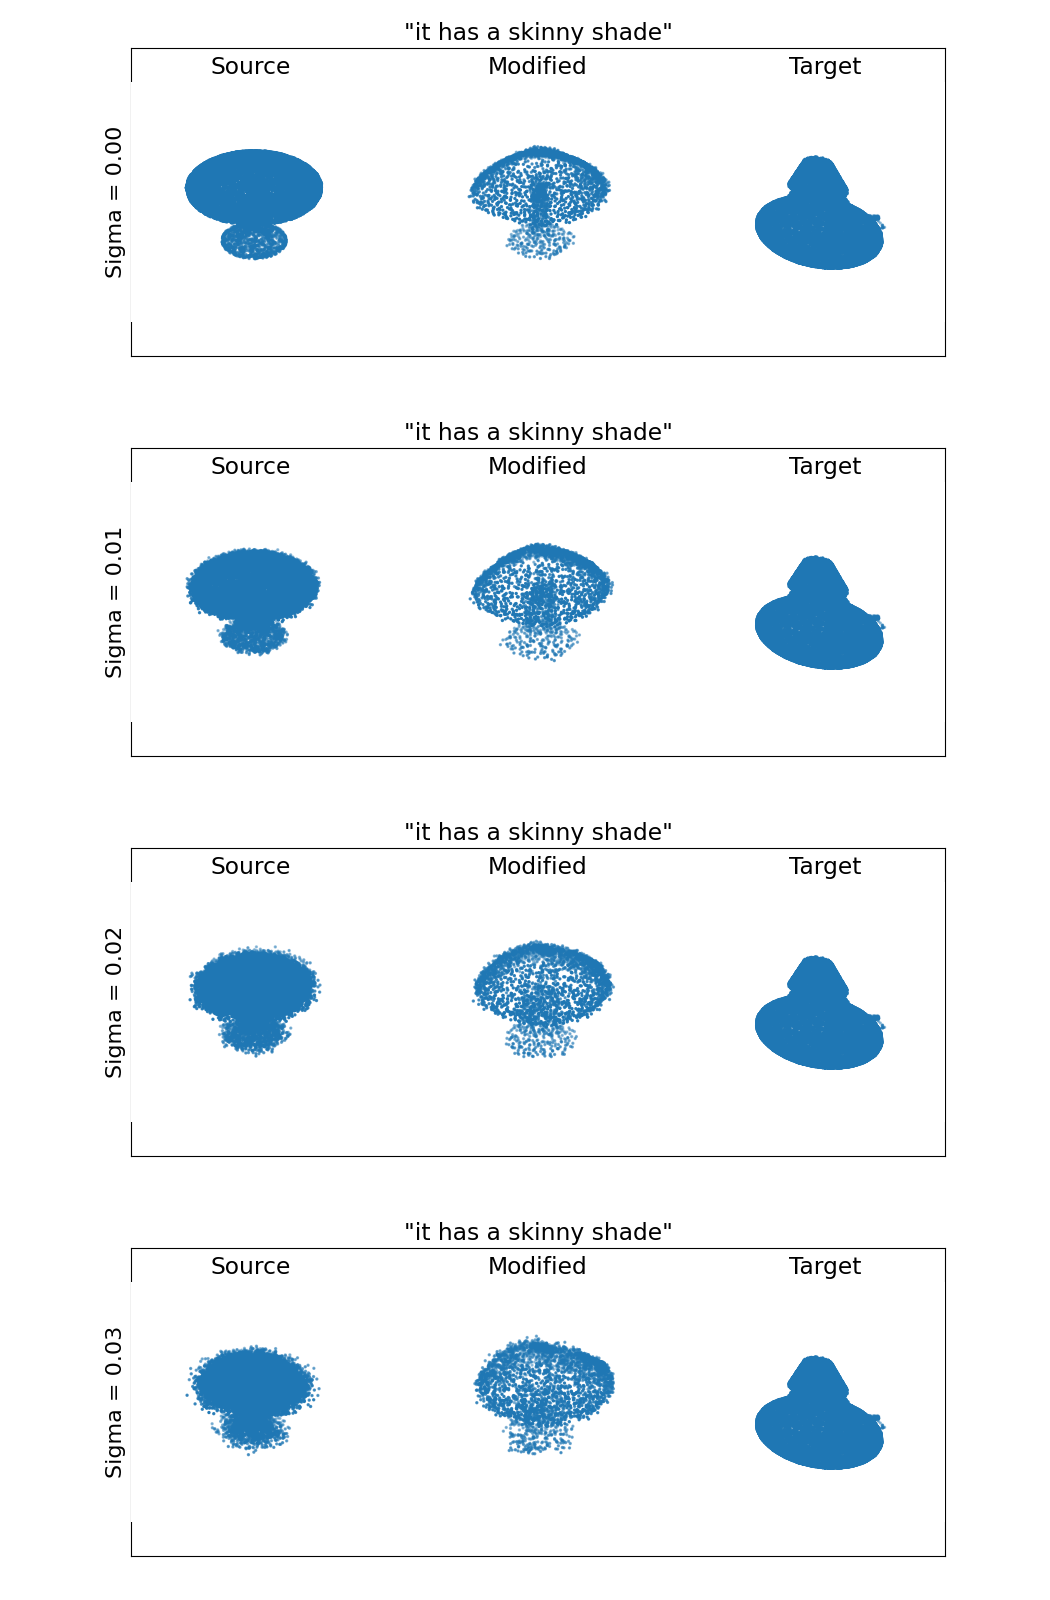 "it has a skinny shade"
Source Modified Target
Sigma = 0.00
"it has a skinny shade"
Source Modified Target
Sigma = 0.01
"it has a skinny shade"
Source Modified Target
Sigma = 0.02
"it has a skinny shade"
Source Modified Target
Sigma = 0.03